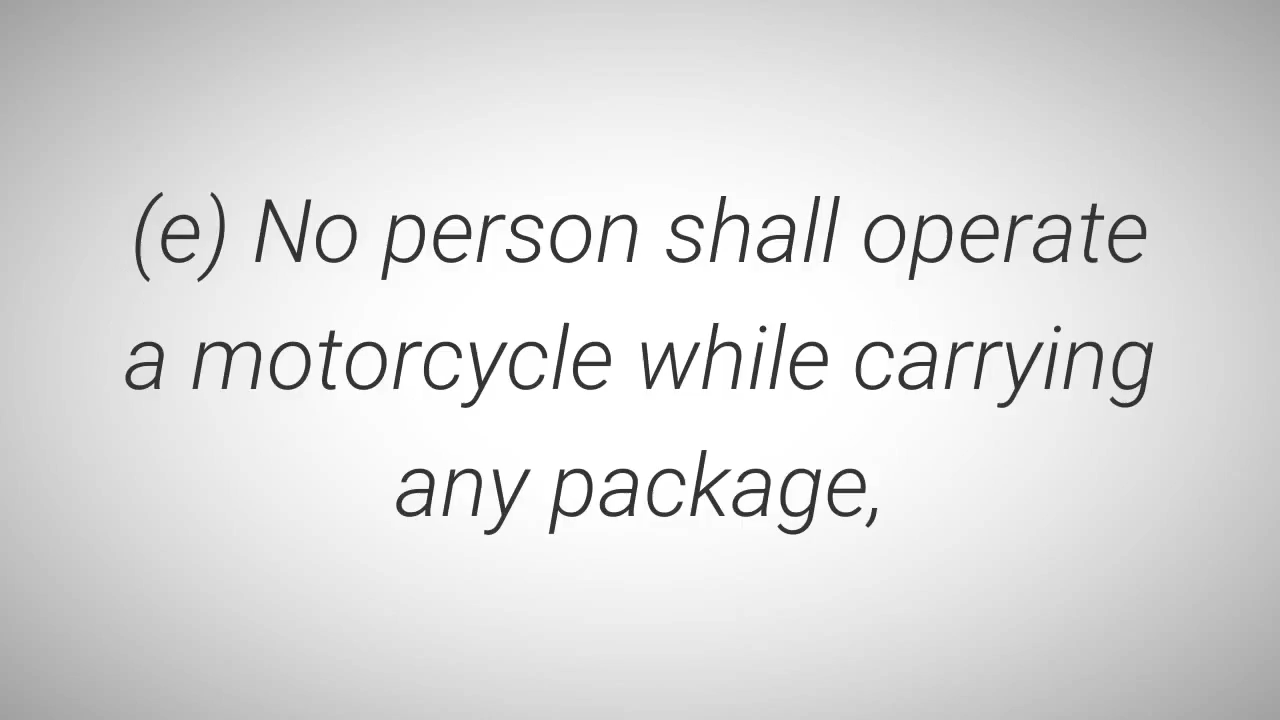 (e) No person shall operate
a motorcycle while carrying
any package,